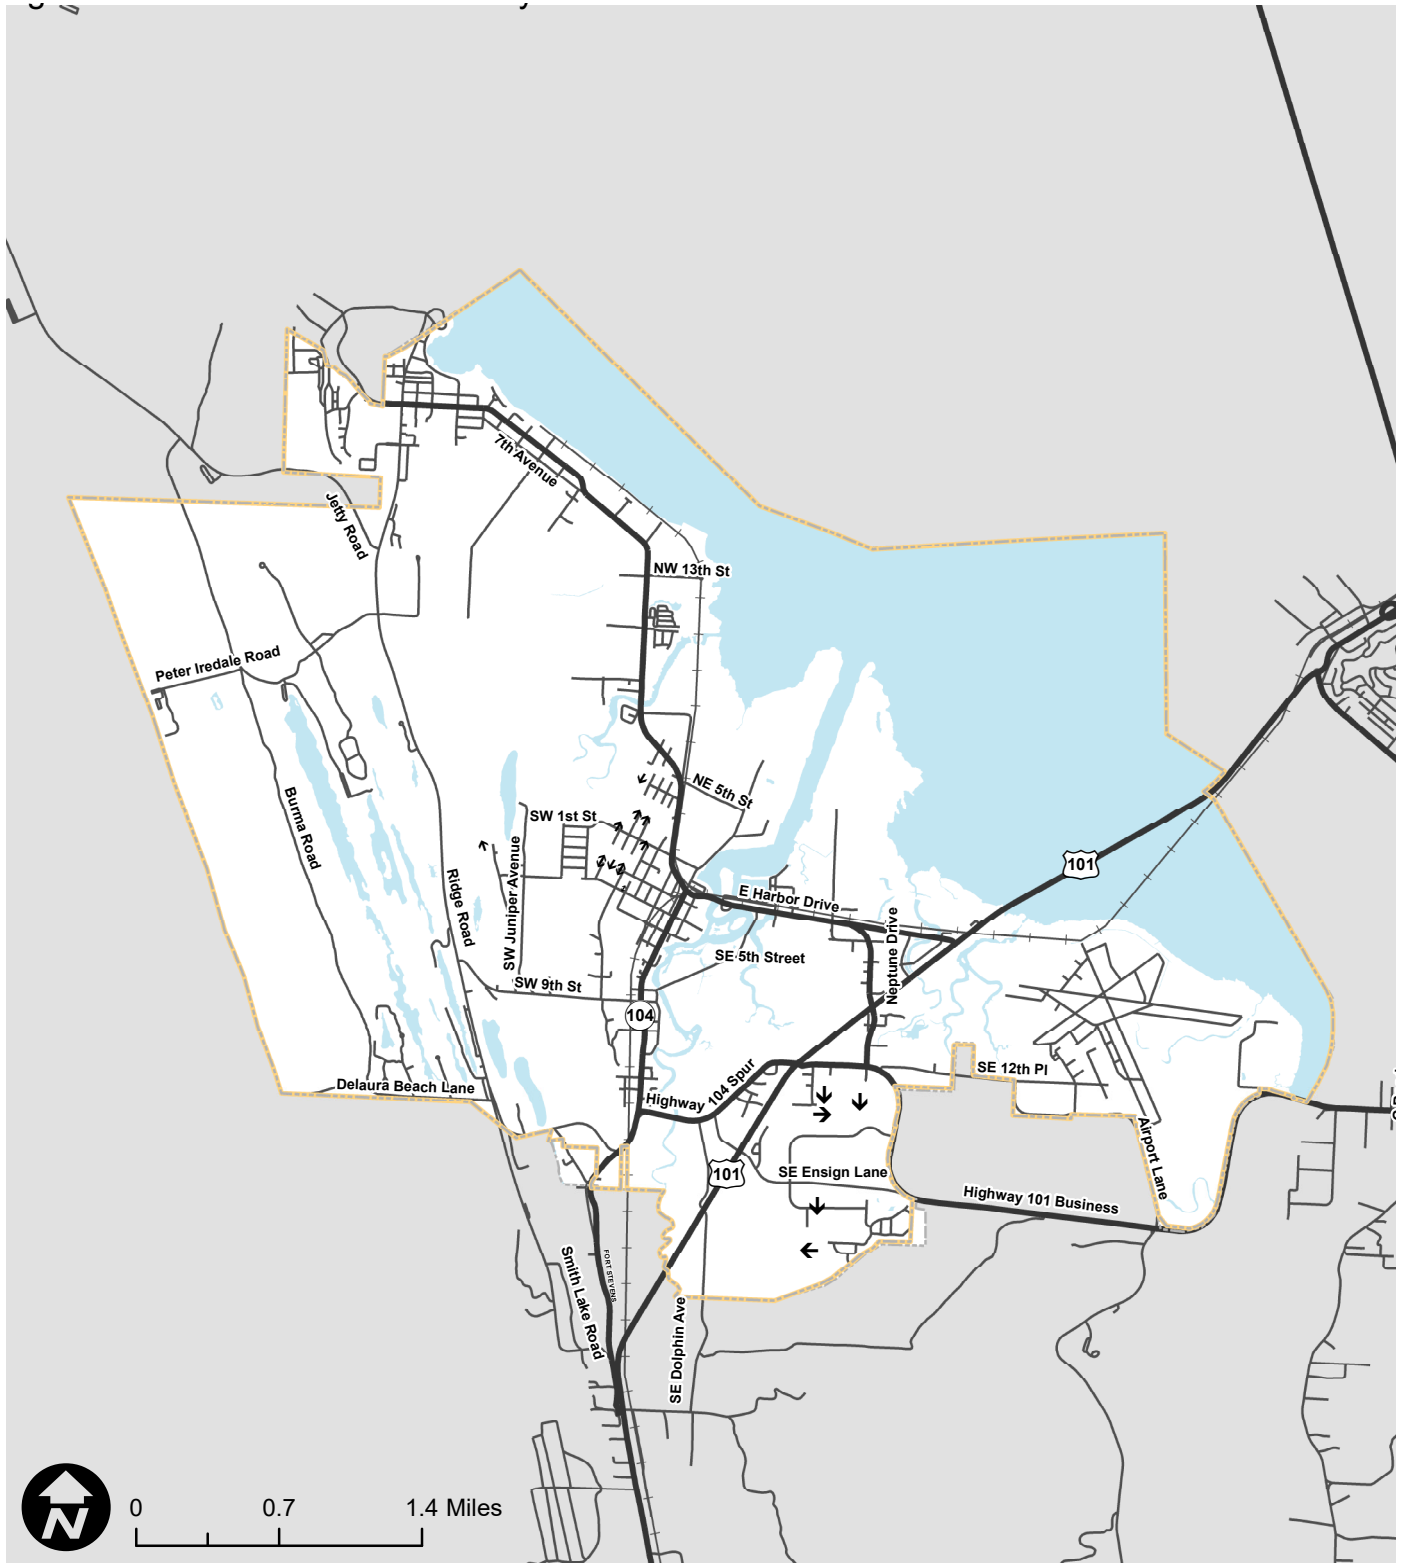 7th Avenue
Jetty Road
NW 13th St
Peter Iredale Road
NE 5th St
Burma Road
SW 1st St
101
SW Juniper Avenue
Ridge Road
E Harbor Drive
Neptune Drive
SE 5th Street
SW 9th St
104
Highway 104 Spur
SE 12th Pl
Delaura Beach Lane
Airport Lane
101
SE Ensign Lane
Highway 101 Business
FORT STEVENS
Smith Lake Road
SE Dolphin Ave
N
0 0.7 1.4 Miles